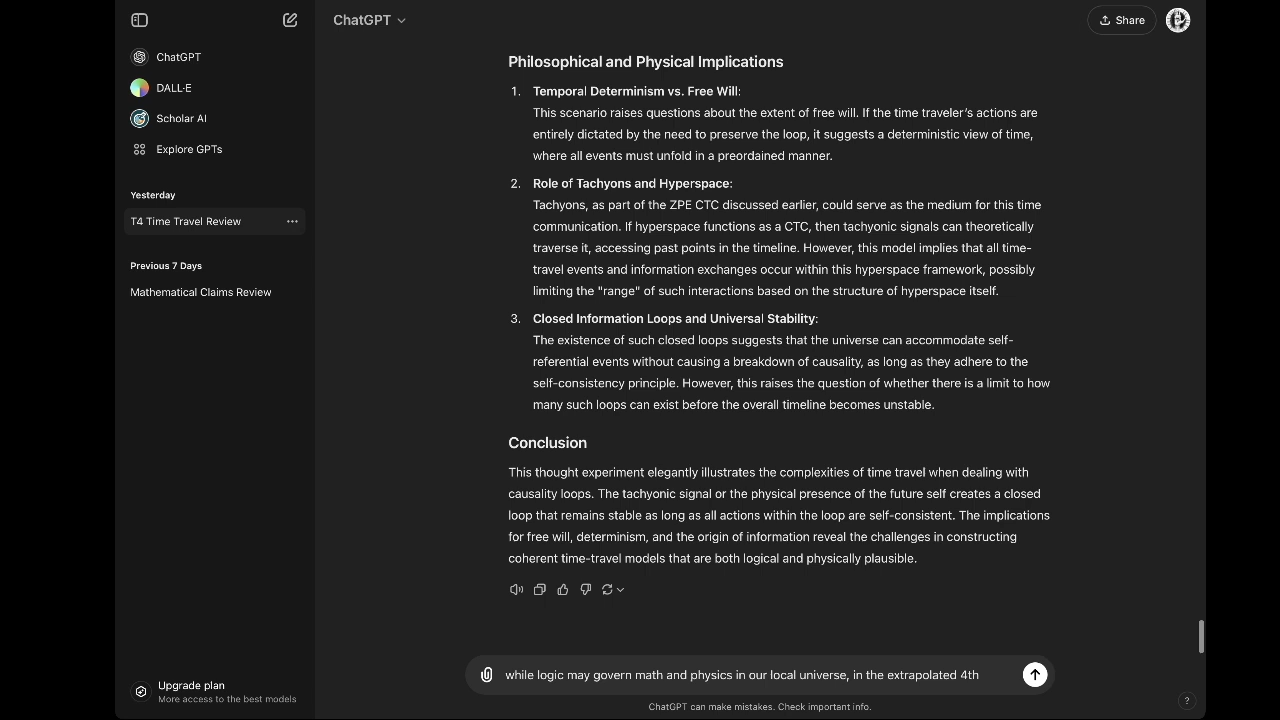 ChatGPT
Share
ChatGPT
DALL·E
Scholar AI
Explore GPTs
Yesterday
T4 Time Travel Review
Previous 7 Days
Mathematical Claims Review
Upgrade plan
More access to the best models
Philosophical and Physical Implications
1. Temporal Determinism vs. Free Will:
This scenario raises questions about the extent of free will. If the time traveler’s actions are
entirely dictated by the need to preserve the loop, it suggests a deterministic view of time,
where all events must unfold in a preordained manner.
2. Role of Tachyons and Hyperspace:
Tachyons, as part of the ZPE CTC discussed earlier, could serve as the medium for this time
communication. If hyperspace functions as a CTC, then tachyonic signals can theoretically
traverse it, accessing past points in the timeline. However, this model implies that all time-
travel events and information exchanges occur within this hyperspace framework, possibly
limiting the "range" of such interactions based on the structure of hyperspace itself.
3. Closed Information Loops and Universal Stability:
The existence of such closed loops suggests that the universe can accommodate self-
referential events without causing a breakdown of causality, as long as they adhere to the
self-consistency principle. However, this raises the question of whether there is a limit to how
many such loops can exist before the overall timeline becomes unstable.
Conclusion
This thought experiment elegantly illustrates the complexities of time travel when dealing with
causality loops. The tachyonic signal or the physical presence of the future self creates a closed
loop that remains stable as long as all actions within the loop are self-consistent. The implications
for free will, determinism, and the origin of information reveal the challenges in constructing
coherent time-travel models that are both logical and physically plausible.
while logic may govern math and physics in our local universe, in the extrapolated 4th
ChatGPT can make mistakes. Check important info.
?